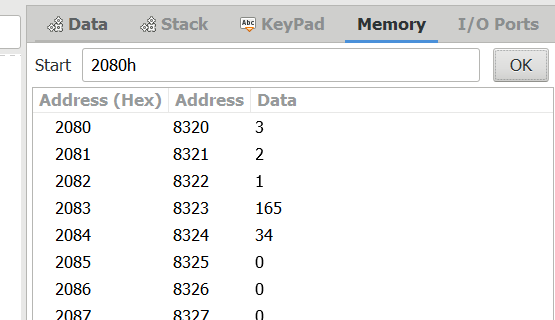 Data Stack Abc KeyPad Memory I/O Ports
Start 2080h OK
Address (Hex) Address Data
2080 8320 3
2081 8321 2
2082 8322 1
2083 8323 165
2084 8324 34
2085 8325 0
2086 8326 0
2087 8327 0